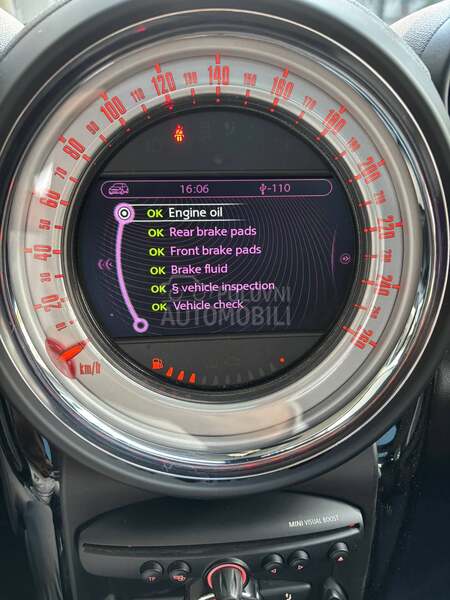 100 120 140 160 180 200 220 240 260
80
60
40
20
km/h
16:06 -110
OK Engine oil
OK Rear brake pads
OK Front brake pads
OK Brake fluid
OK § vehicle inspection
OK Vehicle check
POLOVNI
AUTOMOBILI
MINI VISUAL BOOST
TP